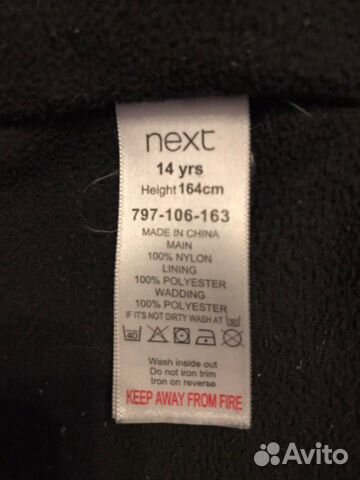 next
14 yrs
Height 164cm
797-106-163
MADE IN CHINA
MAIN
100% NYLON
LINING
100% POLYESTER
WADDING
100% POLYESTER
IF IT'S NOT DIRTY WASH AT 30
40
Wash inside out
Do not iron trim
Iron on reverse
KEEP AWAY FROM FIRE
Avito